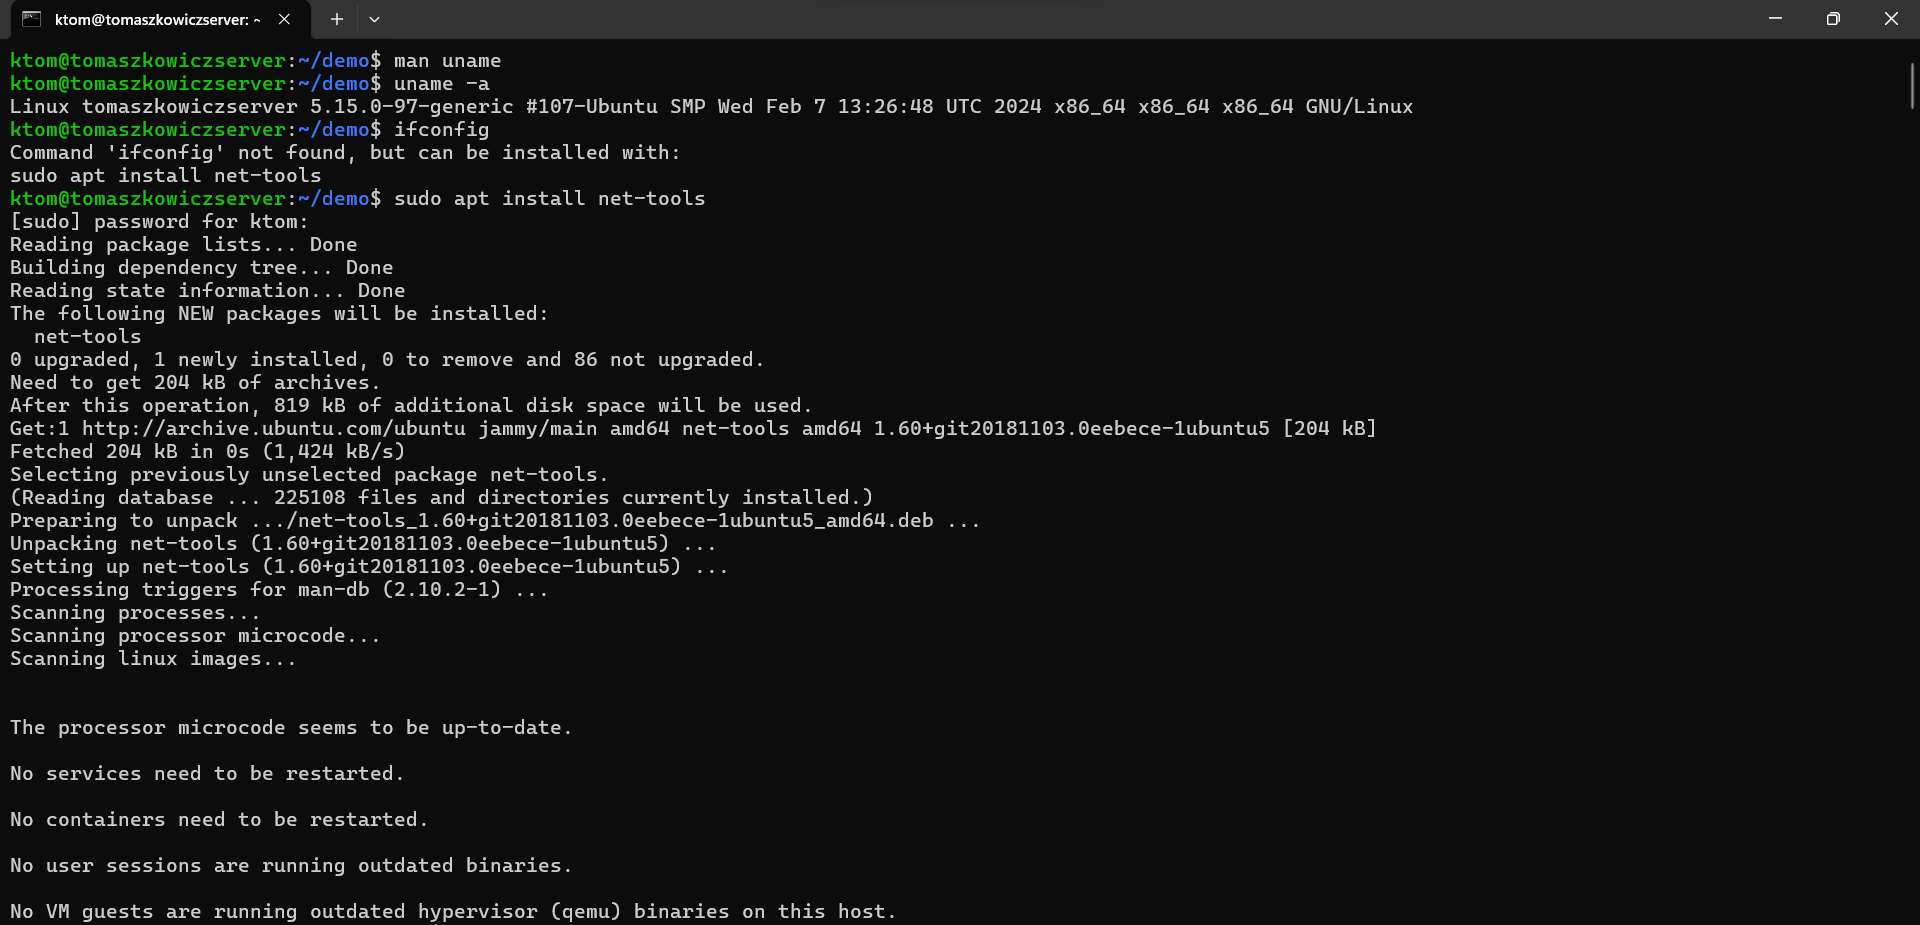 ktom@tomaszkowiczserver: ~
ktom@tomaszkowiczserver:~/demo$ man uname
ktom@tomaszkowiczserver:~/demo$ uname -a
Linux tomaszkowiczserver 5.15.0-97-generic #107-Ubuntu SMP Wed Feb 7 13:26:48 UTC 2024 x86_64 x86_64 x86_64 GNU/Linux
ktom@tomaszkowiczserver:~/demo$ ifconfig
Command 'ifconfig' not found, but can be installed with:
sudo apt install net-tools
ktom@tomaszkowiczserver:~/demo$ sudo apt install net-tools
[sudo] password for ktom:
Reading package lists... Done
Building dependency tree... Done
Reading state information... Done
The following NEW packages will be installed:
  net-tools
0 upgraded, 1 newly installed, 0 to remove and 86 not upgraded.
Need to get 204 kB of archives.
After this operation, 819 kB of additional disk space will be used.
Get:1 http://archive.ubuntu.com/ubuntu jammy/main amd64 net-tools amd64 1.60+git20181103.0eebece-1ubuntu5 [204 kB]
Fetched 204 kB in 0s (1,424 kB/s)
Selecting previously unselected package net-tools.
(Reading database ... 225108 files and directories currently installed.)
Preparing to unpack .../net-tools_1.60+git20181103.0eebece-1ubuntu5_amd64.deb ...
Unpacking net-tools (1.60+git20181103.0eebece-1ubuntu5) ...
Setting up net-tools (1.60+git20181103.0eebece-1ubuntu5) ...
Processing triggers for man-db (2.10.2-1) ...
Scanning processes...
Scanning processor microcode...
Scanning linux images...
The processor microcode seems to be up-to-date.
No services need to be restarted.
No containers need to be restarted.
No user sessions are running outdated binaries.
No VM guests are running outdated hypervisor (qemu) binaries on this host.